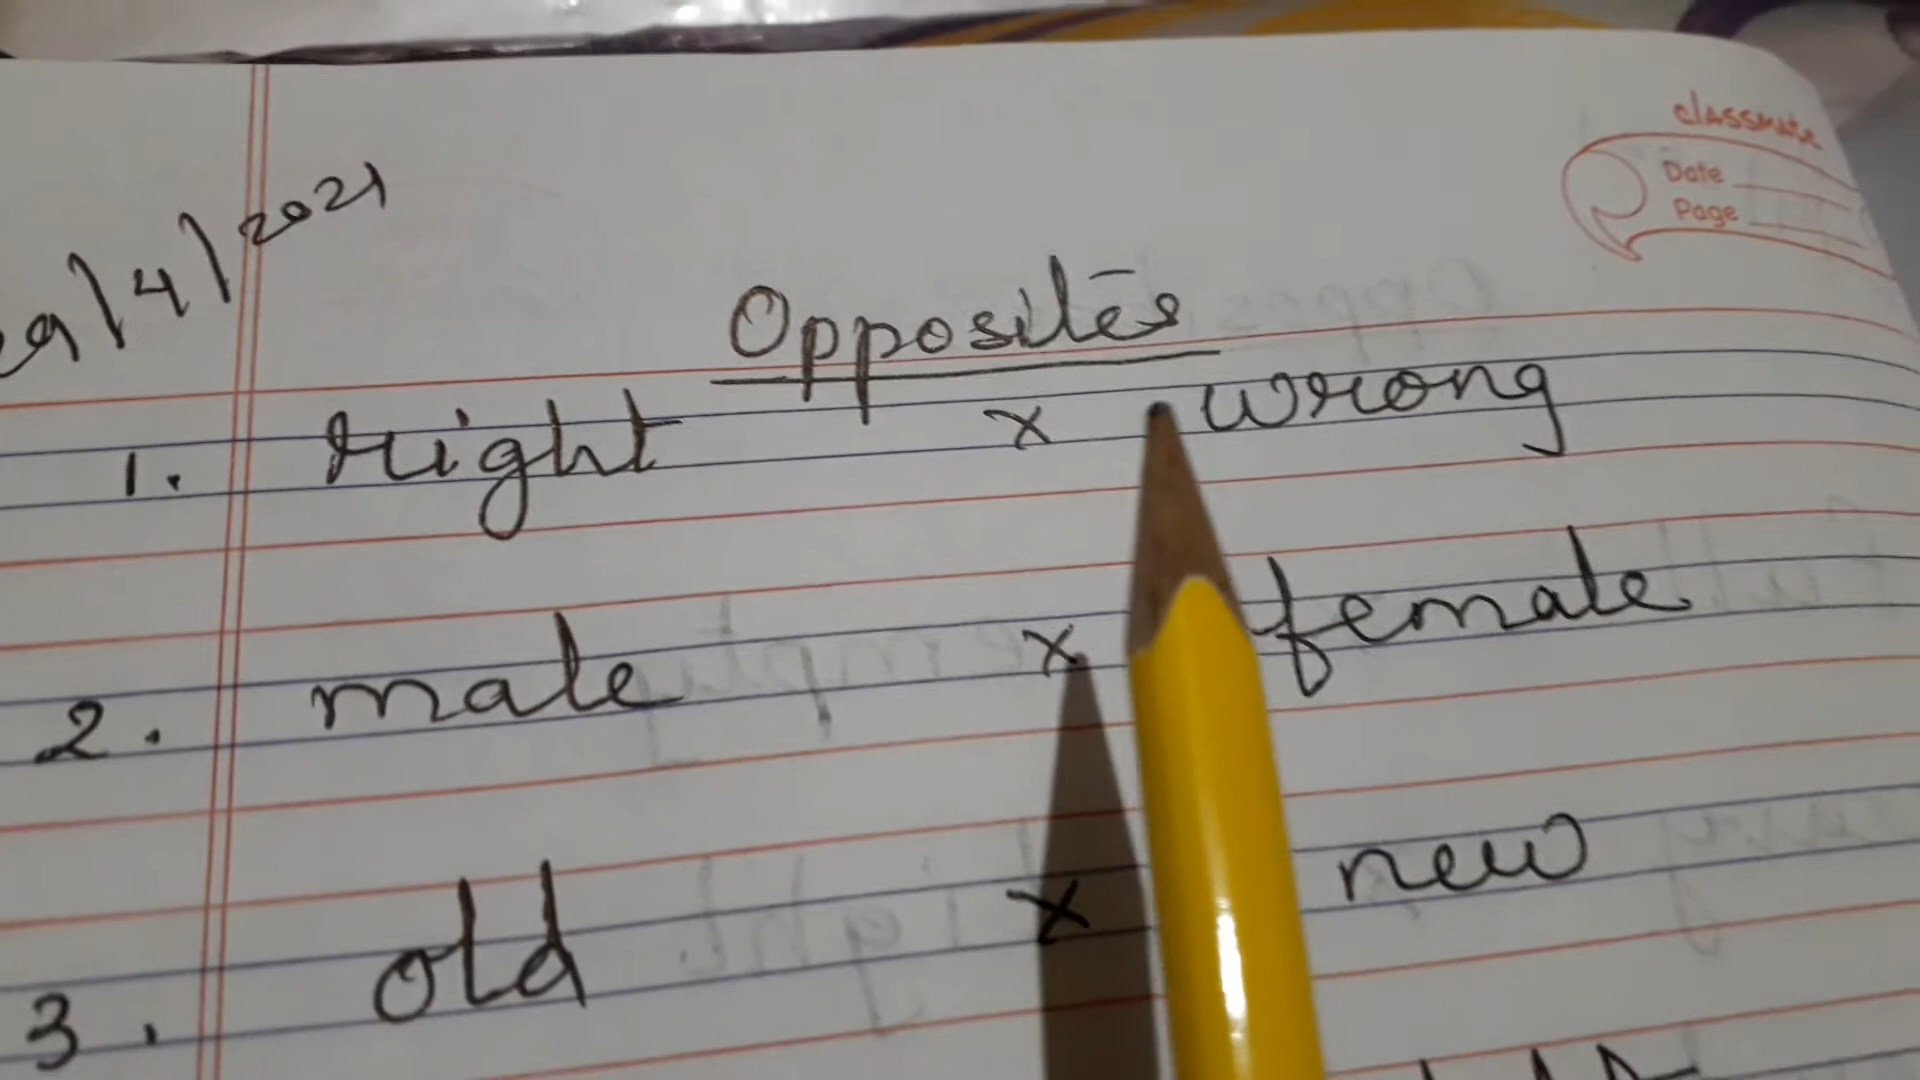 classmate
Date
Page
9/4/2021
Opposites
1. right x wrong
2. male x female
3. old x new